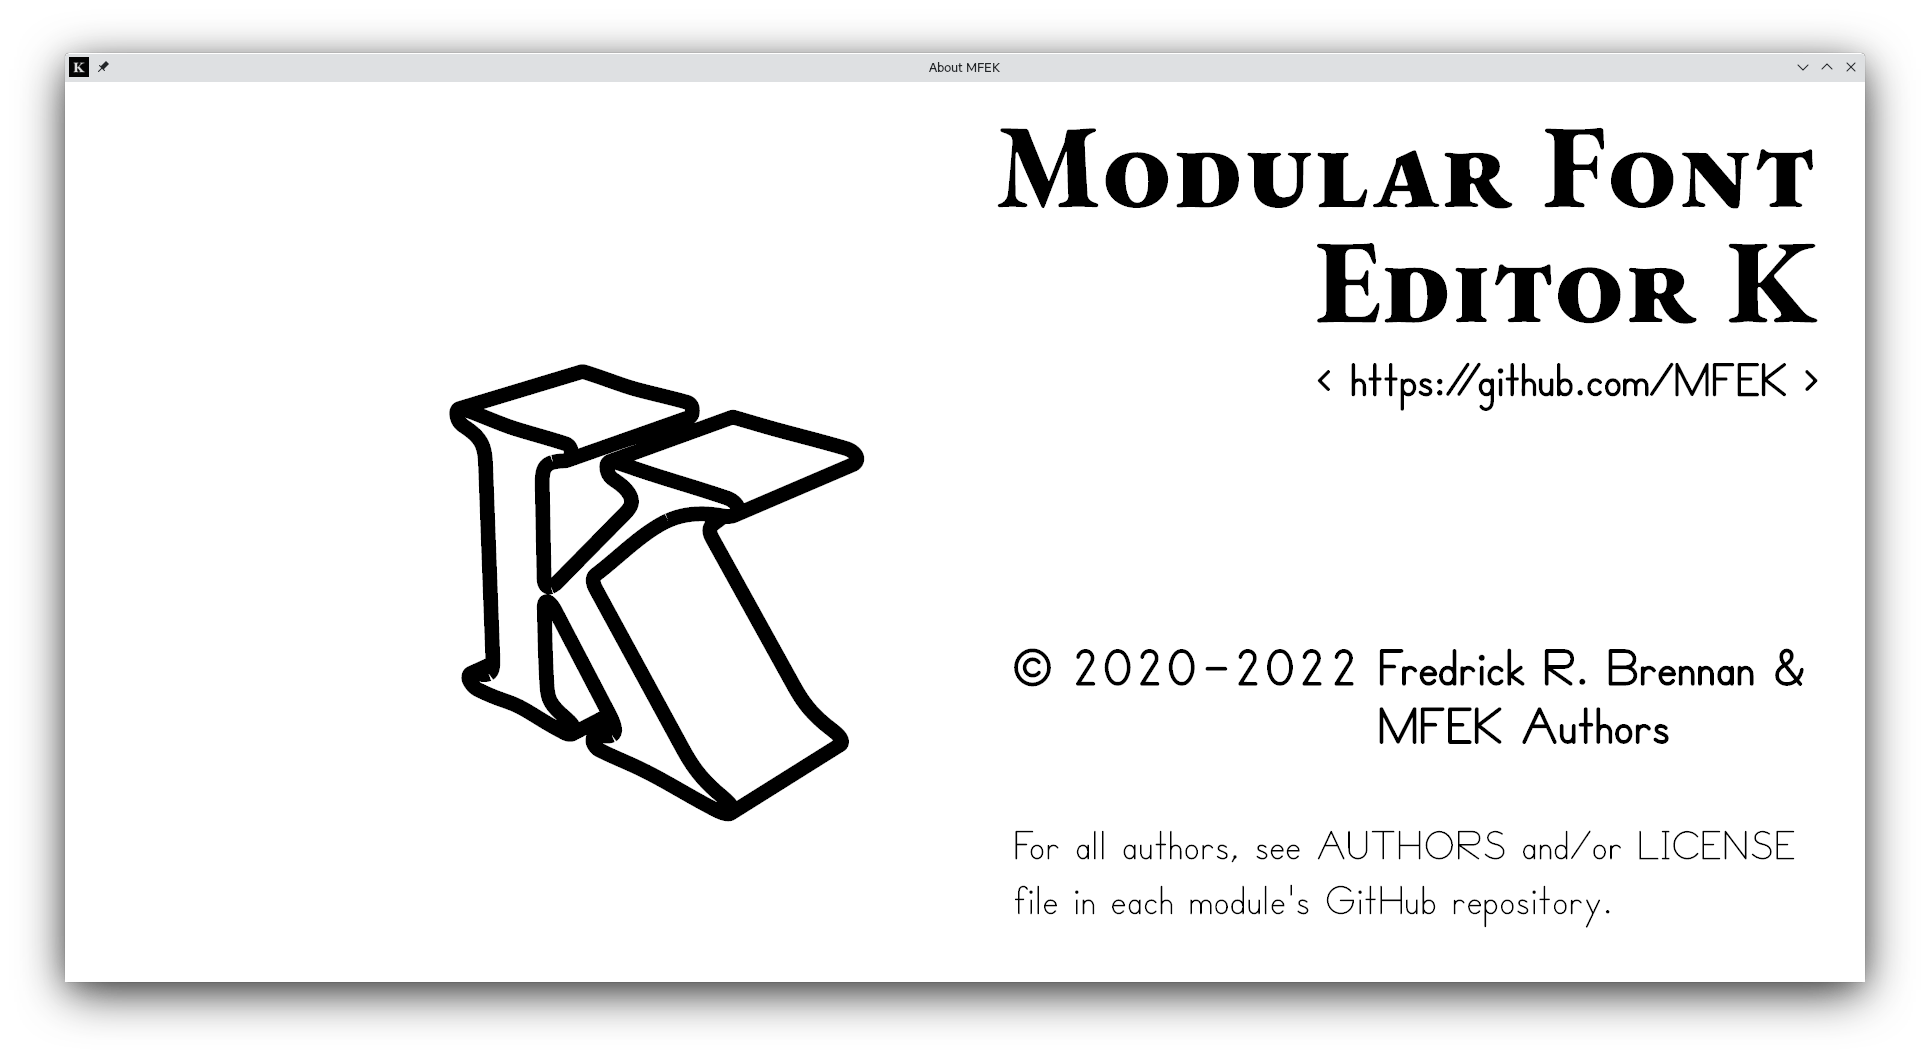 K
About MFEK
Modular Font
Editor K
< https://github.com/MFEK >
© 2020-2022 Fredrick R. Brennan &
MFEK Authors
For all authors, see AUTHORS and/or LICENSE
file in each module's GitHub repository.
K